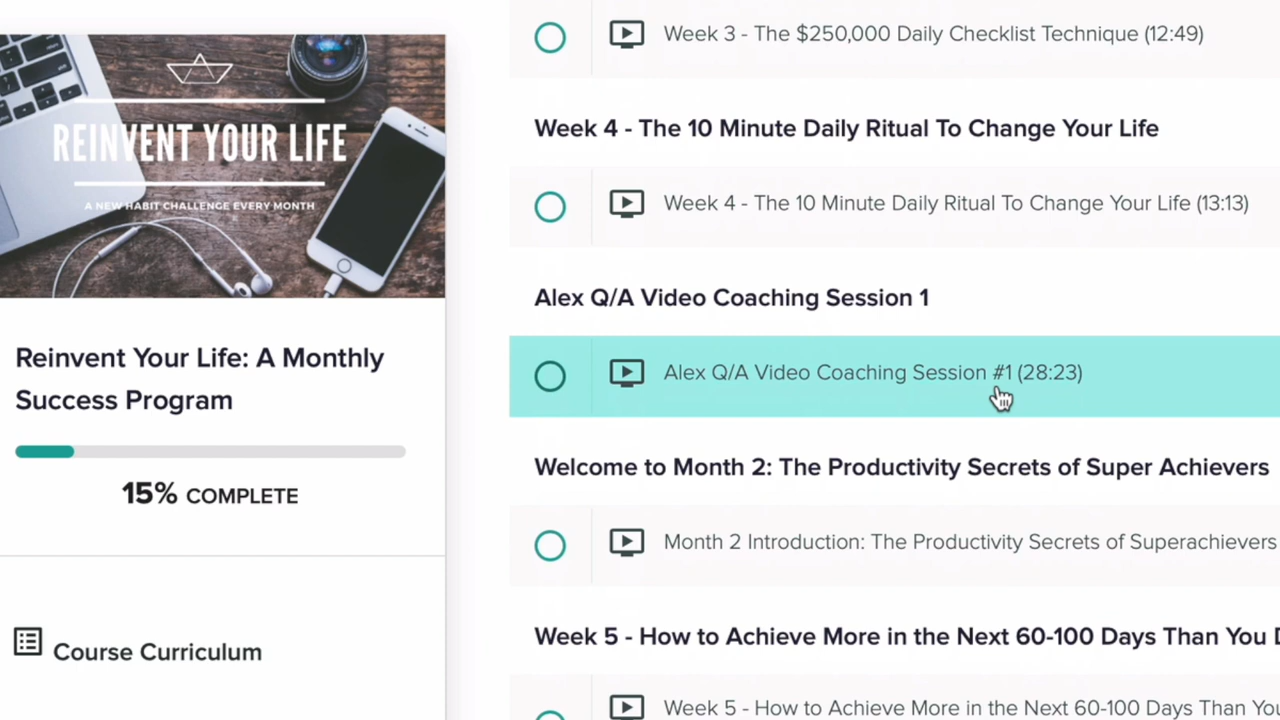 REINVENT YOUR LIFE
A NEW HABIT CHALLENGE EVERY MONTH
Reinvent Your Life: A Monthly
Success Program
15% COMPLETE
Course Curriculum
Week 3 - The $250,000 Daily Checklist Technique (12:49)
Week 4 - The 10 Minute Daily Ritual To Change Your Life
Week 4 - The 10 Minute Daily Ritual To Change Your Life (13:13)
Alex Q/A Video Coaching Session 1
Alex Q/A Video Coaching Session #1 (28:23)
Welcome to Month 2: The Productivity Secrets of Super Achievers
Month 2 Introduction: The Productivity Secrets of Superachievers
Week 5 - How to Achieve More in the Next 60-100 Days Than You
Week 5 - How to Achieve More in the Next 60-100 Days Than